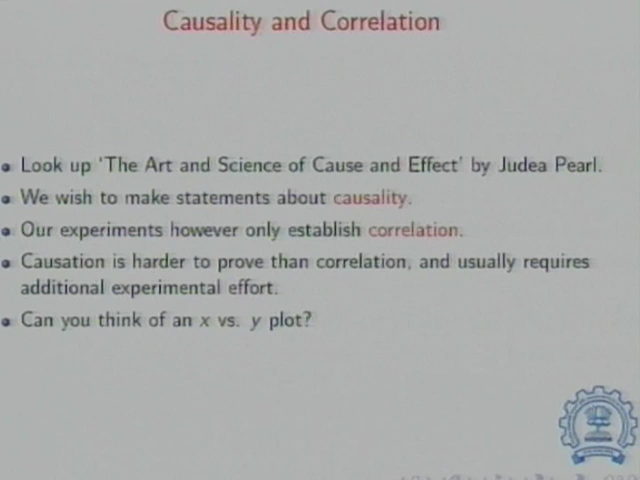 Causality and Correlation
Look up 'The Art and Science of Cause and Effect' by Judea Pearl.
We wish to make statements about causality.
Our experiments however only establish correlation.
Causation is harder to prove than correlation, and usually requires
additional experimental effort.
Can you think of an x vs. y plot?